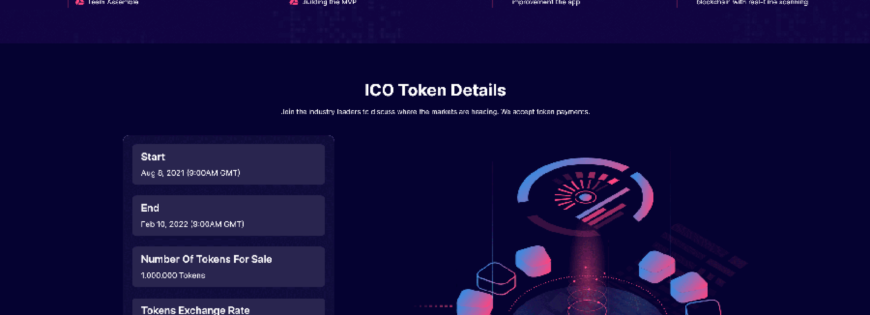 Team Assemble
Building the MVP
improvement the app
blockchain with real-time scanning
ICO Token Details
Join the industry leaders to discuss where the markets are heading. We accept token payments.
Start
Aug 8, 2021 (9:00AM GMT)
End
Feb 10, 2022 (9:00AM GMT)
Number Of Tokens For Sale
1.000.000 Tokens
Tokens Exchange Rate